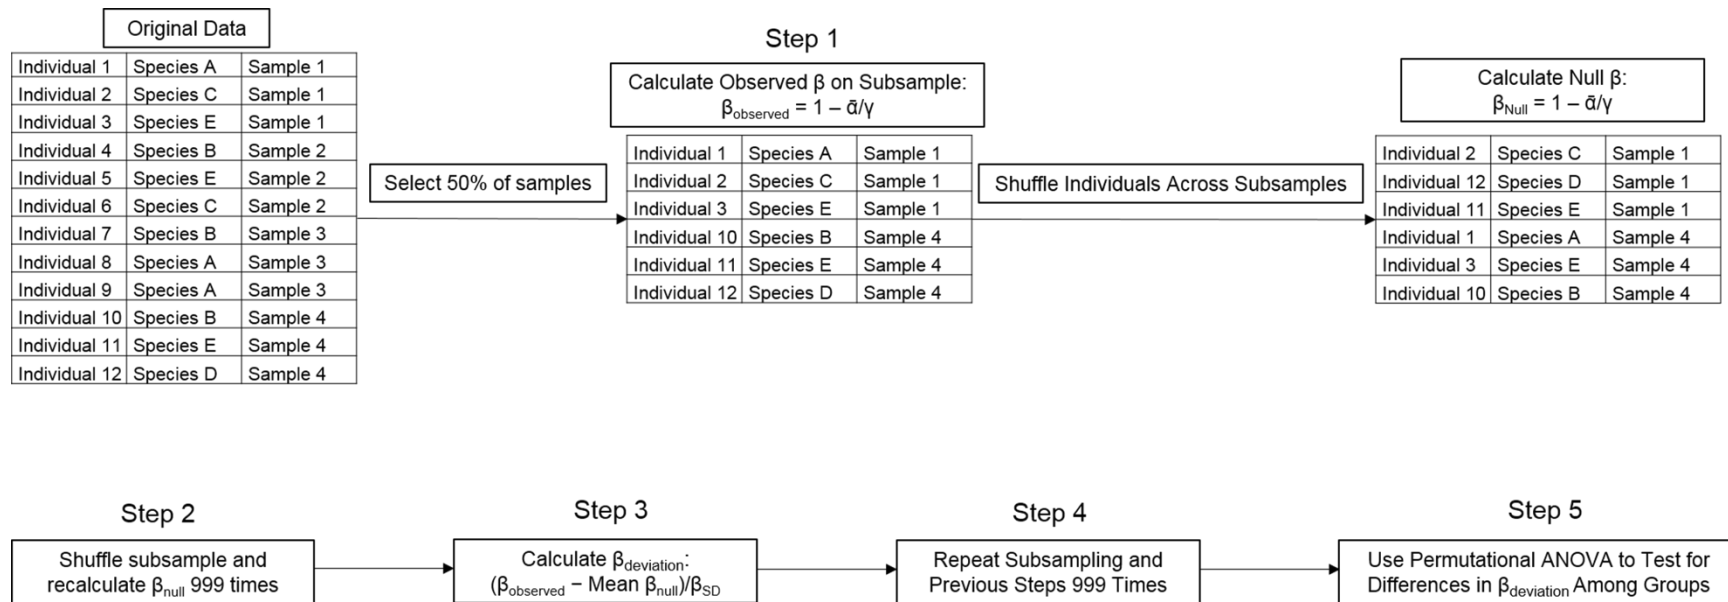 Original Data
Individual 1 Species A Sample 1
Individual 2 Species C Sample 1
Individual 3 Species E Sample 1
Individual 4 Species B Sample 2
Individual 5 Species E Sample 2
Individual 6 Species C Sample 2
Individual 7 Species B Sample 3
Individual 8 Species A Sample 3
Individual 9 Species A Sample 3
Individual 10 Species B Sample 4
Individual 11 Species E Sample 4
Individual 12 Species D Sample 4
Select 50% of samples
Step 1
Calculate Observed β on Subsample:
βobserved = 1 – ᾱ/γ
Individual 1 Species A Sample 1
Individual 2 Species C Sample 1
Individual 3 Species E Sample 1
Individual 10 Species B Sample 4
Individual 11 Species E Sample 4
Individual 12 Species D Sample 4
Shuffle Individuals Across Subsamples
Calculate Null β:
βNull = 1 – ᾱ/γ
Individual 2 Species C Sample 1
Individual 12 Species D Sample 1
Individual 11 Species E Sample 1
Individual 1 Species A Sample 4
Individual 3 Species E Sample 4
Individual 10 Species B Sample 4
Step 2
Shuffle subsample and
recalculate βnull 999 times
Step 3
Calculate βdeviation:
(βobserved – Mean βnull)/βSD
Step 4
Repeat Subsampling and
Previous Steps 999 Times
Step 5
Use Permutational ANOVA to Test for
Differences in βdeviation Among Groups